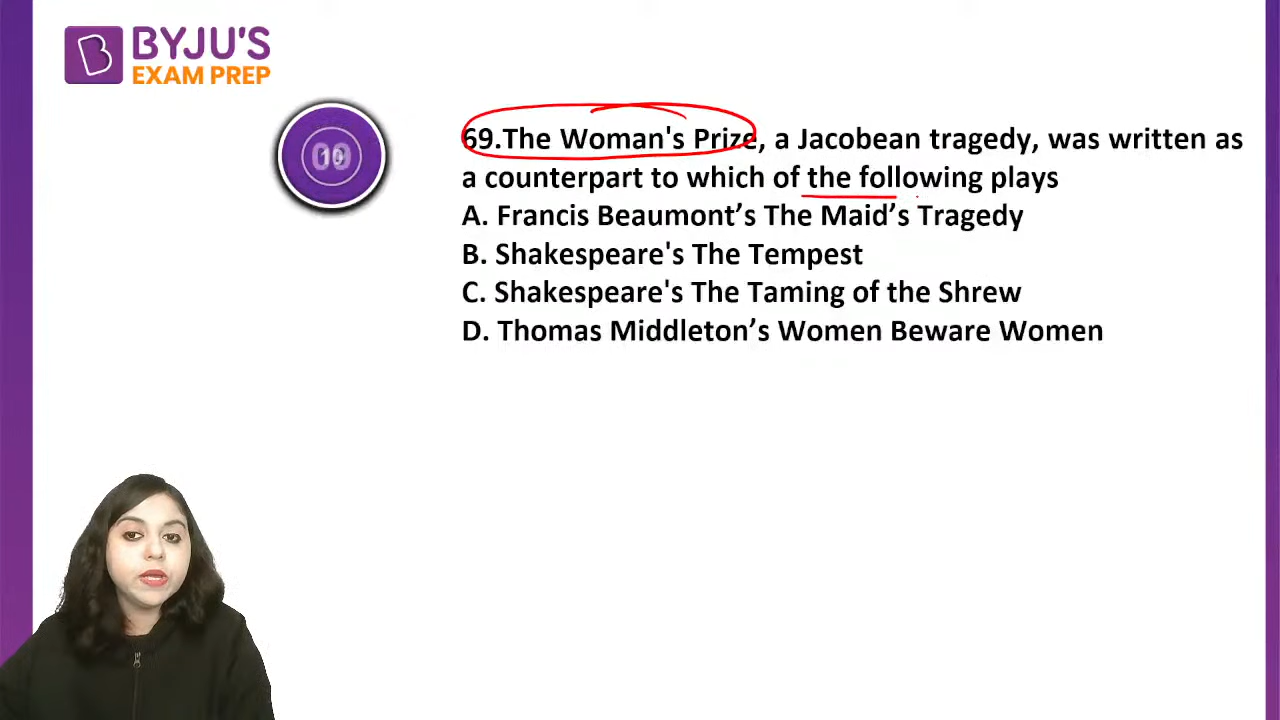 BYJU'S
EXAM PREP
69.The Woman's Prize, a Jacobean tragedy, was written as
a counterpart to which of the following plays
A. Francis Beaumont’s The Maid’s Tragedy
B. Shakespeare's The Tempest
C. Shakespeare's The Taming of the Shrew
D. Thomas Middleton’s Women Beware Women